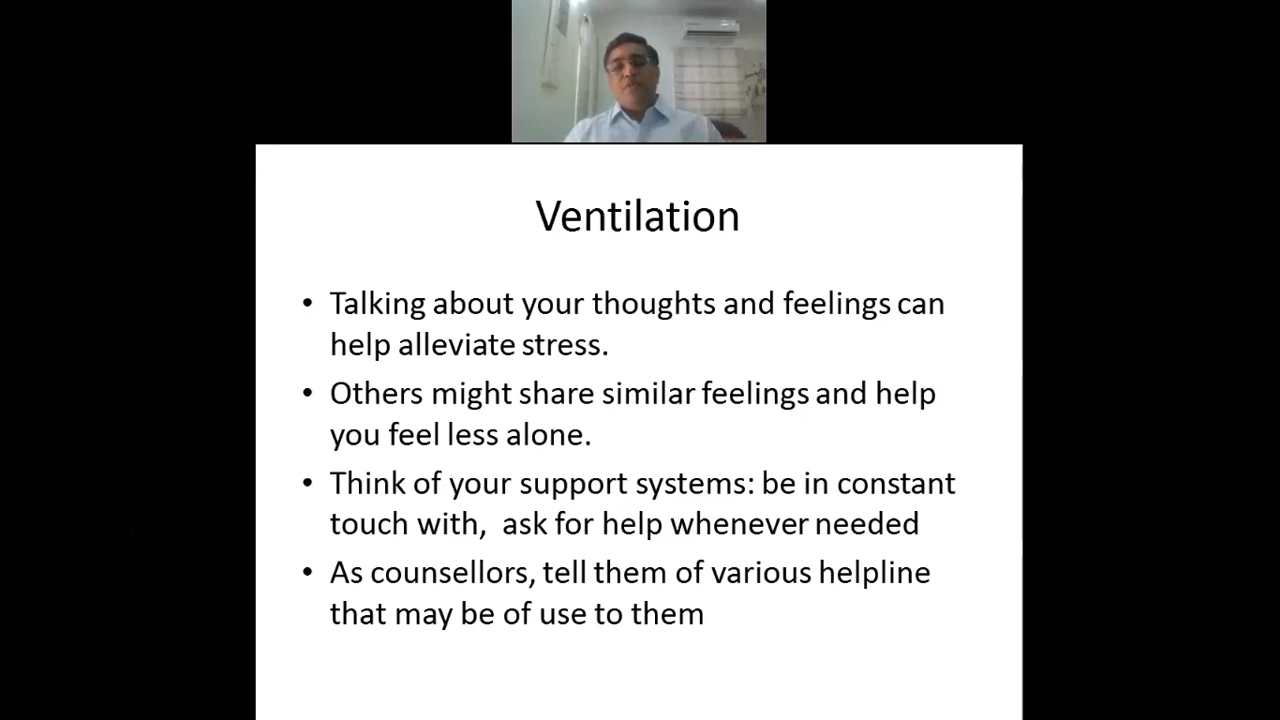 Ventilation
• Talking about your thoughts and feelings can
help alleviate stress.
• Others might share similar feelings and help
you feel less alone.
• Think of your support systems: be in constant
touch with,  ask for help whenever needed
• As counsellors, tell them of various helpline
that may be of use to them